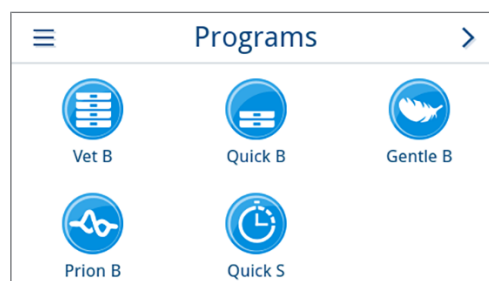 Programs
Vet B
Quick B
Gentle B
Prion B
Quick S